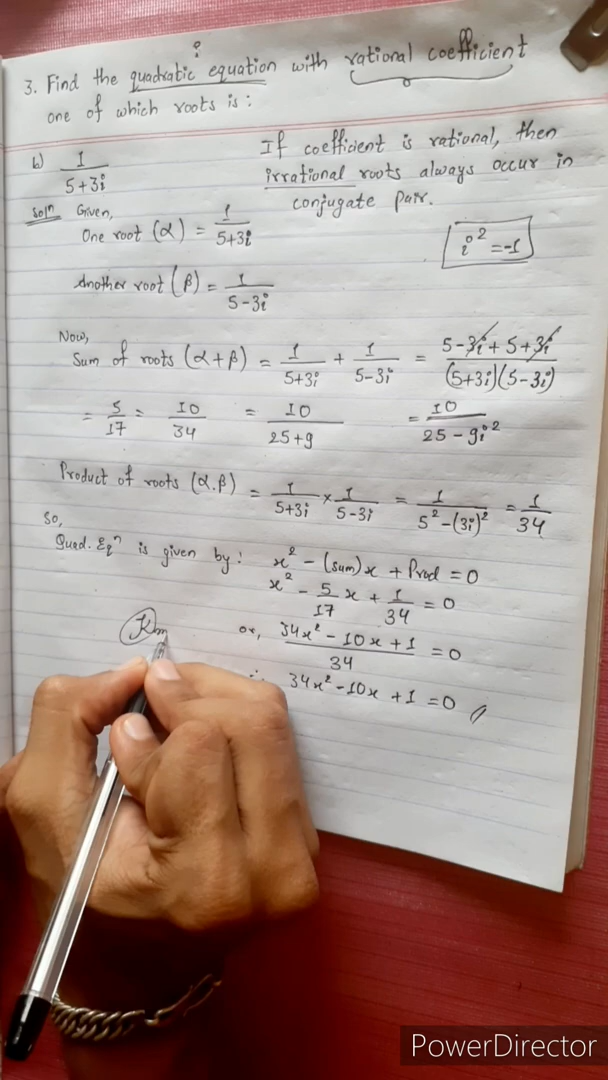 3. Find the quadratic equation with rational coefficient
one of which roots is :
b) 1/(5+3i)
If coefficient is rational, then
irrational roots always occur in
conjugate pair.
Soln Given,
One root (α) = 1/(5+3i)
i² = -1
Another root (β) = 1/(5-3i)
Now,
Sum of roots (α+β) = 1/(5+3i) + 1/(5-3i) = (5-3i+5+3i)/((5+3i)(5-3i))
= 5/17 = 10/34 = 10/(25+9) = 10/(25-9i²)
Product of roots (α.β) = 1/(5+3i) × 1/(5-3i) = 1/(5²-(3i)²) = 1/34
So,
Quad. Eqn is given by : x² - (sum)x + Prod = 0
x² - 5/17 x + 1/34 = 0
or, (34x² - 10x + 1)/34 = 0
∴ 34x² - 10x + 1 = 0
PowerDirector